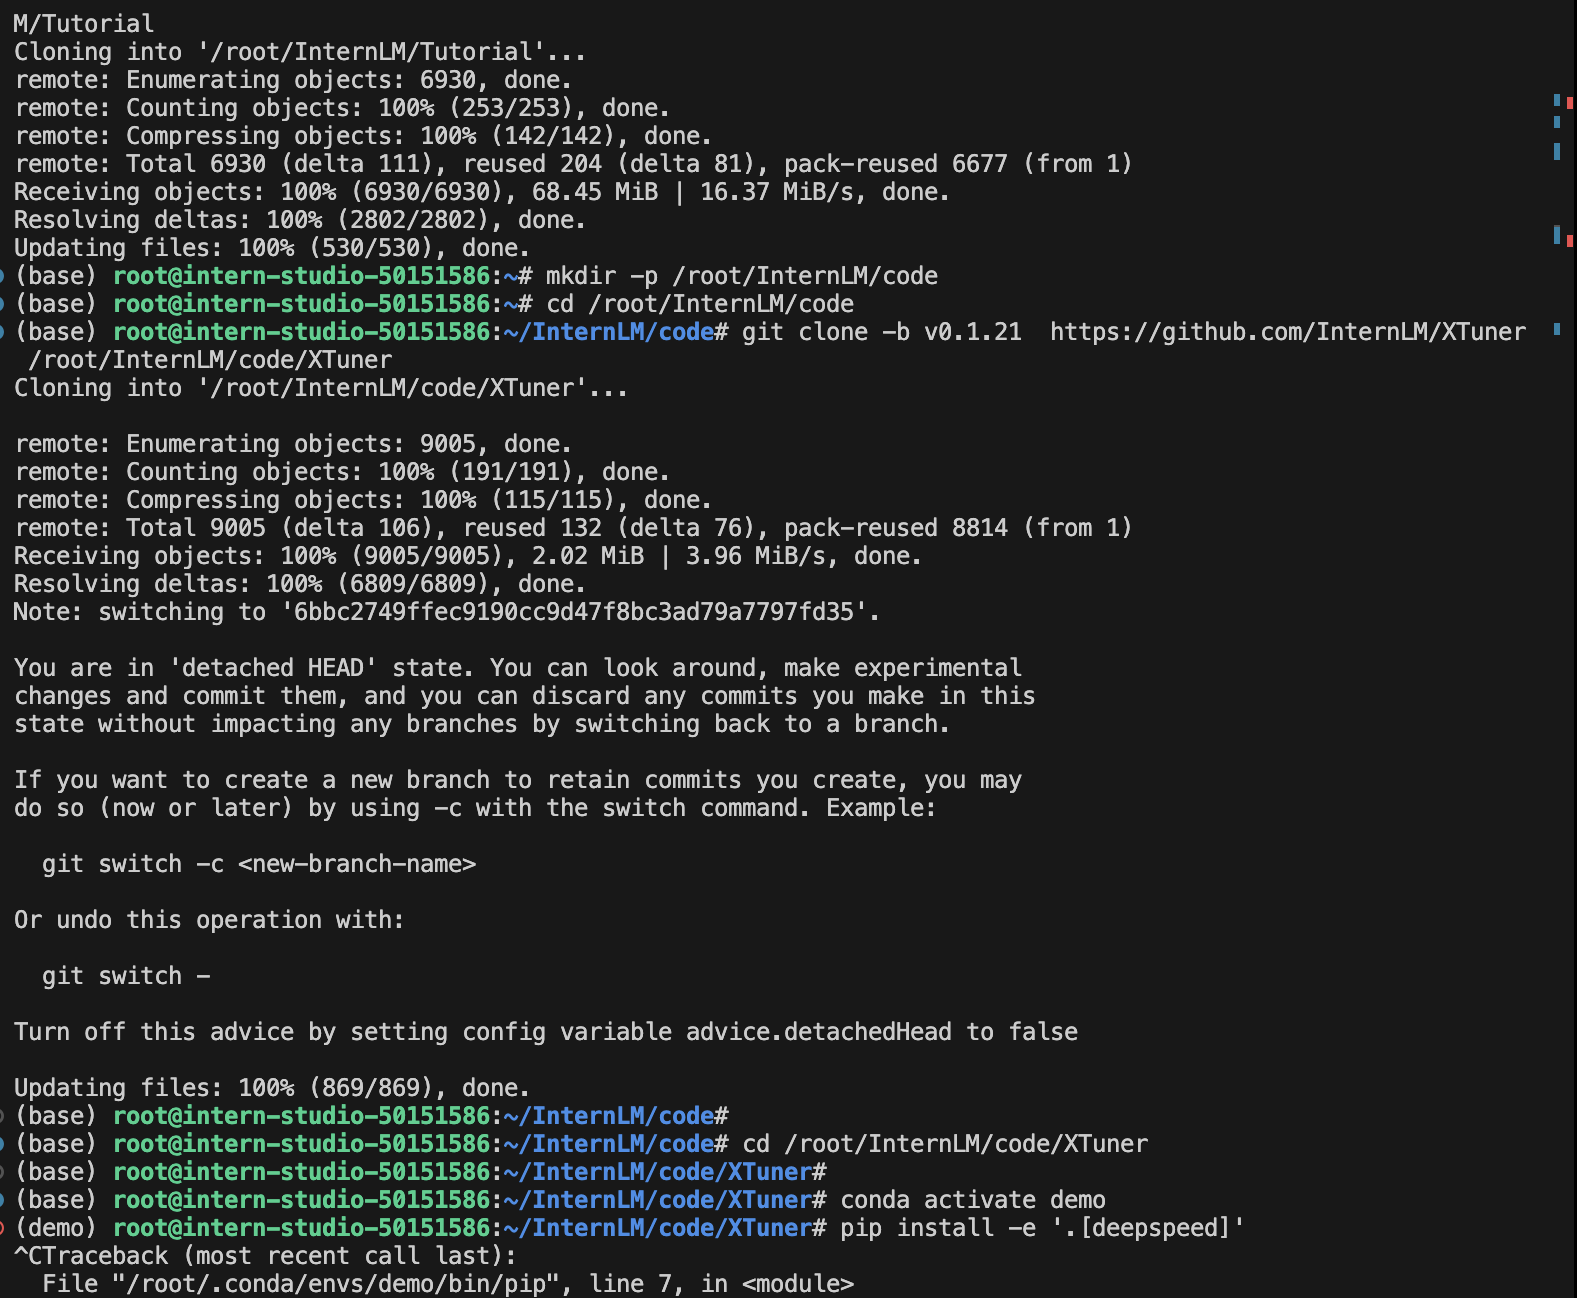 M/Tutorial
Cloning into '/root/InternLM/Tutorial'...
remote: Enumerating objects: 6930, done.
remote: Counting objects: 100% (253/253), done.
remote: Compressing objects: 100% (142/142), done.
remote: Total 6930 (delta 111), reused 204 (delta 81), pack-reused 6677 (from 1)
Receiving objects: 100% (6930/6930), 68.45 MiB | 16.37 MiB/s, done.
Resolving deltas: 100% (2802/2802), done.
Updating files: 100% (530/530), done.
(base) root@intern-studio-50151586:~# mkdir -p /root/InternLM/code
(base) root@intern-studio-50151586:~# cd /root/InternLM/code
(base) root@intern-studio-50151586:~/InternLM/code# git clone -b v0.1.21  https://github.com/InternLM/XTuner
 /root/InternLM/code/XTuner
Cloning into '/root/InternLM/code/XTuner'...
remote: Enumerating objects: 9005, done.
remote: Counting objects: 100% (191/191), done.
remote: Compressing objects: 100% (115/115), done.
remote: Total 9005 (delta 106), reused 132 (delta 76), pack-reused 8814 (from 1)
Receiving objects: 100% (9005/9005), 2.02 MiB | 3.96 MiB/s, done.
Resolving deltas: 100% (6809/6809), done.
Note: switching to '6bbc2749ffec9190cc9d47f8bc3ad79a7797fd35'.
You are in 'detached HEAD' state. You can look around, make experimental
changes and commit them, and you can discard any commits you make in this
state without impacting any branches by switching back to a branch.
If you want to create a new branch to retain commits you create, you may
do so (now or later) by using -c with the switch command. Example:
  git switch -c <new-branch-name>
Or undo this operation with:
  git switch -
Turn off this advice by setting config variable advice.detachedHead to false
Updating files: 100% (869/869), done.
(base) root@intern-studio-50151586:~/InternLM/code#
(base) root@intern-studio-50151586:~/InternLM/code# cd /root/InternLM/code/XTuner
(base) root@intern-studio-50151586:~/InternLM/code/XTuner#
(base) root@intern-studio-50151586:~/InternLM/code/XTuner# conda activate demo
(demo) root@intern-studio-50151586:~/InternLM/code/XTuner# pip install -e '.[deepspeed]'
^CTraceback (most recent call last):
  File "/root/.conda/envs/demo/bin/pip", line 7, in <module>